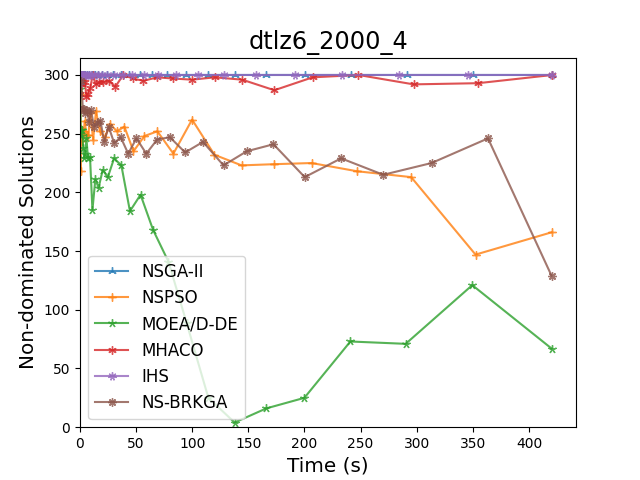 dtlz6_2000_4
Non-dominated Solutions
300
250
200
150
100
50
0
NSGA-II
NSPSO
MOEA/D-DE
MHACO
IHS
NS-BRKGA
0 50 100 150 200 250 300 350 400
Time (s)